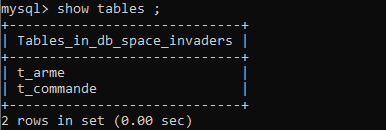 mysql> show tables ;
+----------------------------+
| Tables_in_db_space_invaders |
+----------------------------+
| t_arme                      |
| t_commande                  |
+----------------------------+
2 rows in set (0.00 sec)